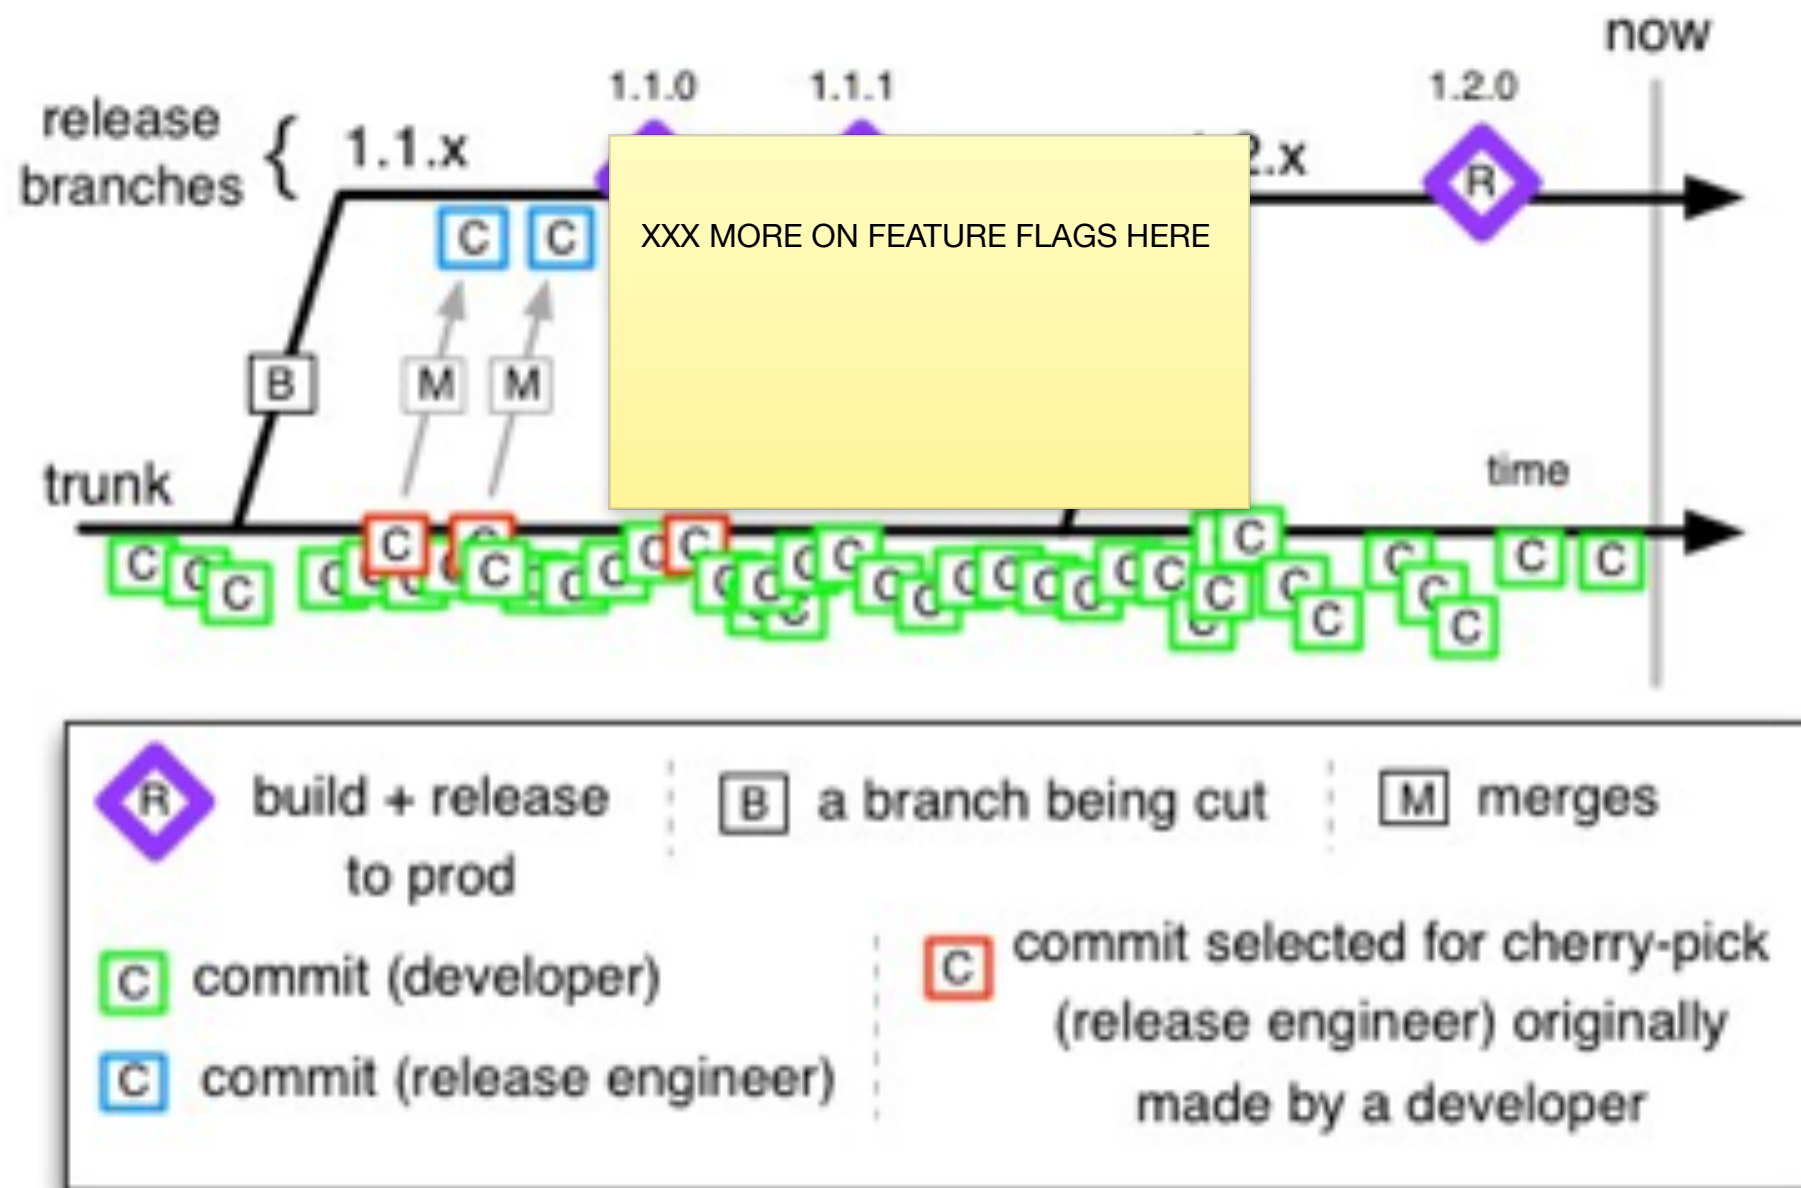 now
1.1.0 1.1.1 1.2.0
release
branches
{ 1.1.x 2.x
R
XXX MORE ON FEATURE FLAGS HERE
C C
B M M
trunk
time
C C C C C C C C C C C C C C C C C C C C C C C C C C C C C C C C C C C C C C
R build + release
to prod
B a branch being cut
M merges
C commit (developer)
C commit (release engineer)
C commit selected for cherry-pick
(release engineer) originally
made by a developer